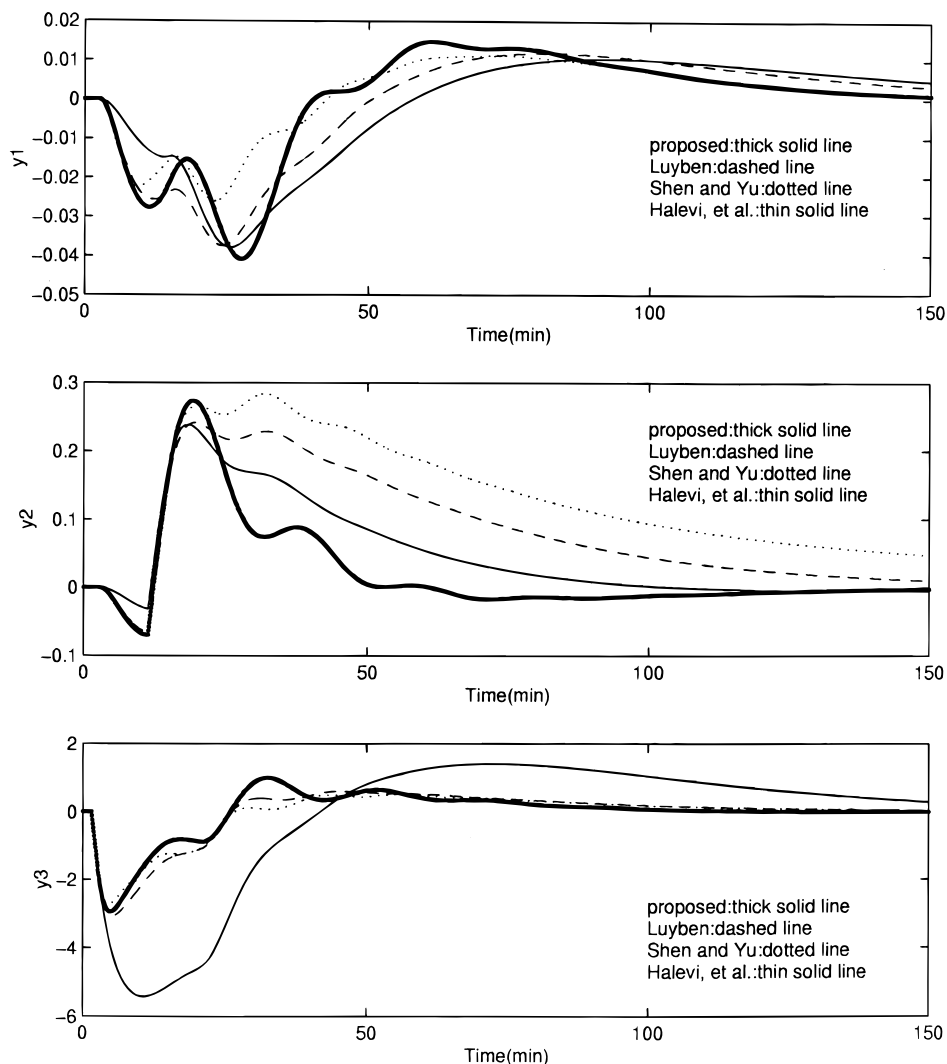 0.02
0.01
0
−0.01
−0.02
−0.03
−0.04
−0.05
y1
proposed:thick solid line
Luyben:dashed line
Shen and Yu:dotted line
Halevi, et al.:thin solid line
0 50 100 150
Time(min)
0.3
0.2
0.1
0
−0.1
y2
proposed:thick solid line
Luyben:dashed line
Shen and Yu:dotted line
Halevi, et al.:thin solid line
0 50 100 150
Time(min)
2
0
−2
−4
−6
y3
proposed:thick solid line
Luyben:dashed line
Shen and Yu:dotted line
Halevi, et al.:thin solid line
0 50 100 150
Time(min)